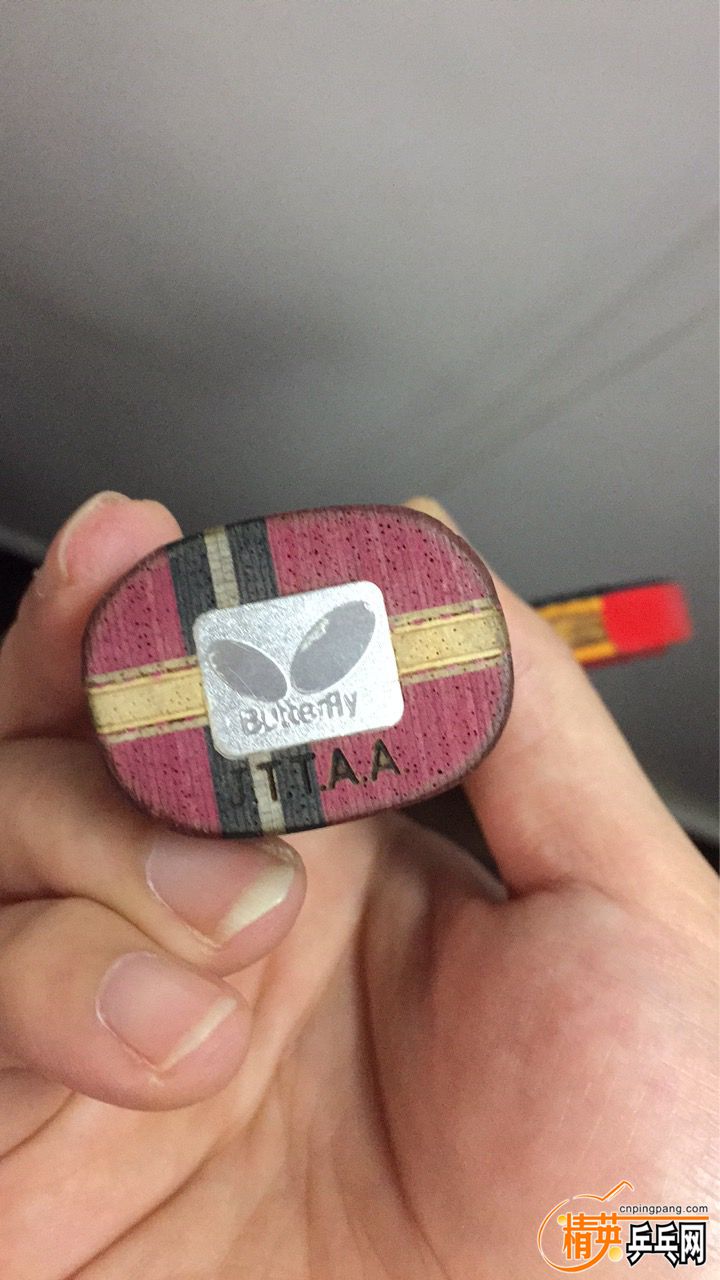 Butterfly
J.T.T.A.A
cnpingpang.com
精英乒乓网